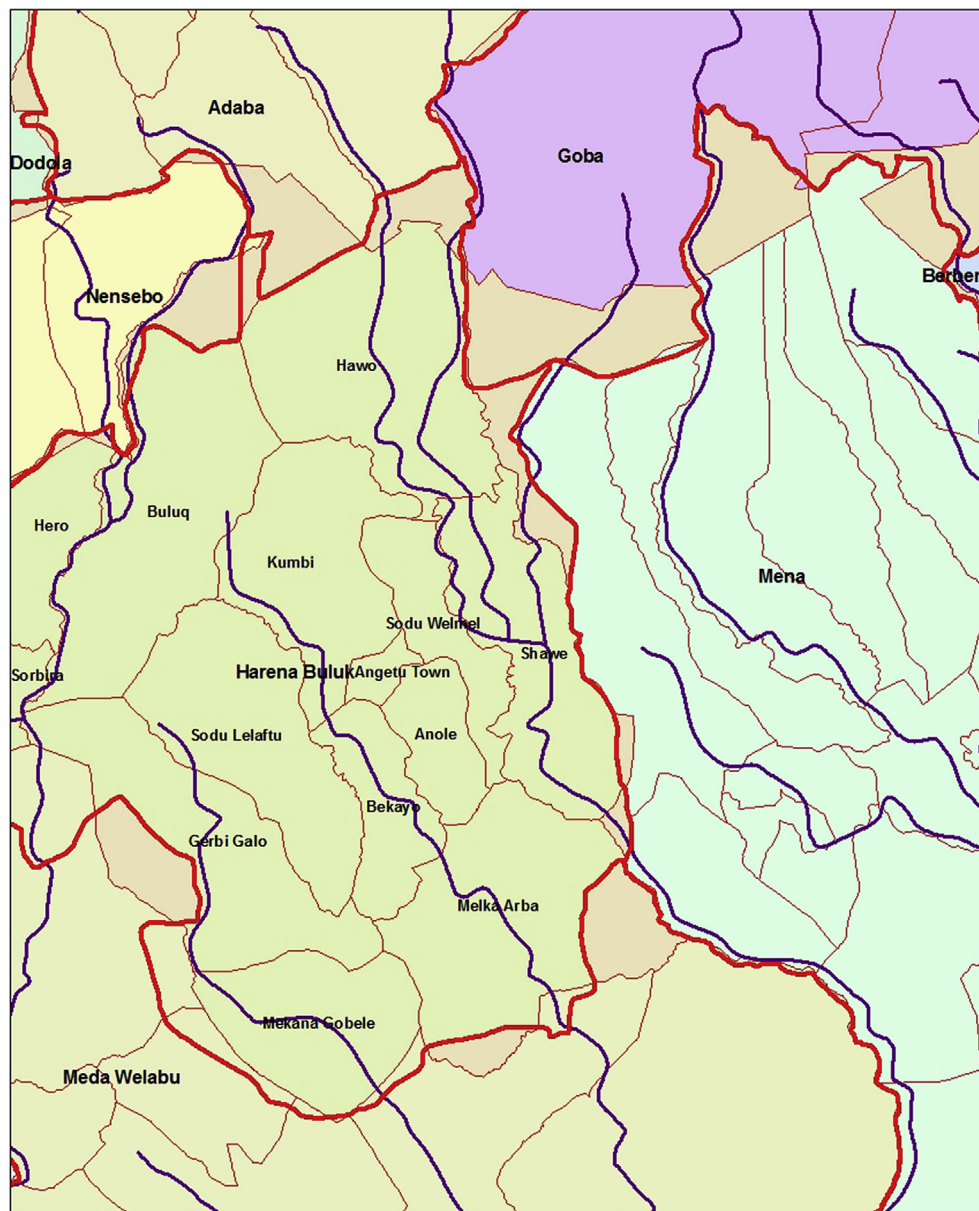 Adaba
Goba
Dodola
Berber
Nensebo
Hawo
Buluq
Hero
Kumbi
Mena
Sodu Welmel
Shawe
Harena Buluk
Angetu Town
Sorbira
Sodu Lelaftu
Anole
Bekayo
Gerbi Galo
Melka Arba
Mekana Gobele
Meda Welabu